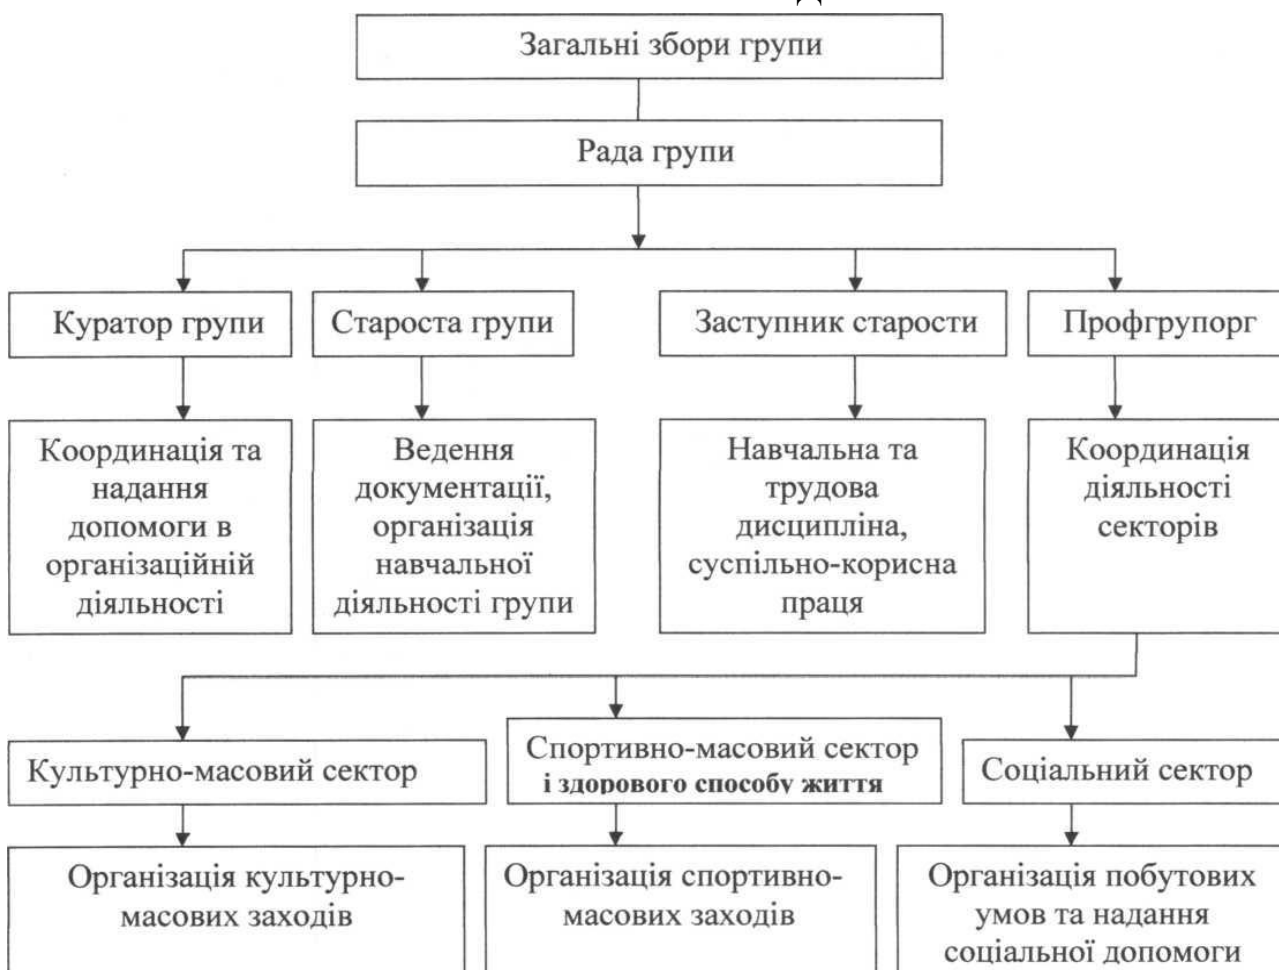 Загальні збори групи
Рада групи
Куратор групи
Староста групи
Заступник старости
Профгрупорг
Координація та
надання
допомоги в
організаційній
діяльності
Ведення
документації,
організація
навчальної
діяльності групи
Навчальна та
трудова
дисципліна,
суспільно-корисна
праця
Координація
діяльності
секторів
Культурно-масовий сектор
Спортивно-масовий сектор
і здорового способу життя
Соціальний сектор
Організація культурно-
масових заходів
Організація спортивно-
масових заходів
Організація побутових
умов та надання
соціальної допомоги